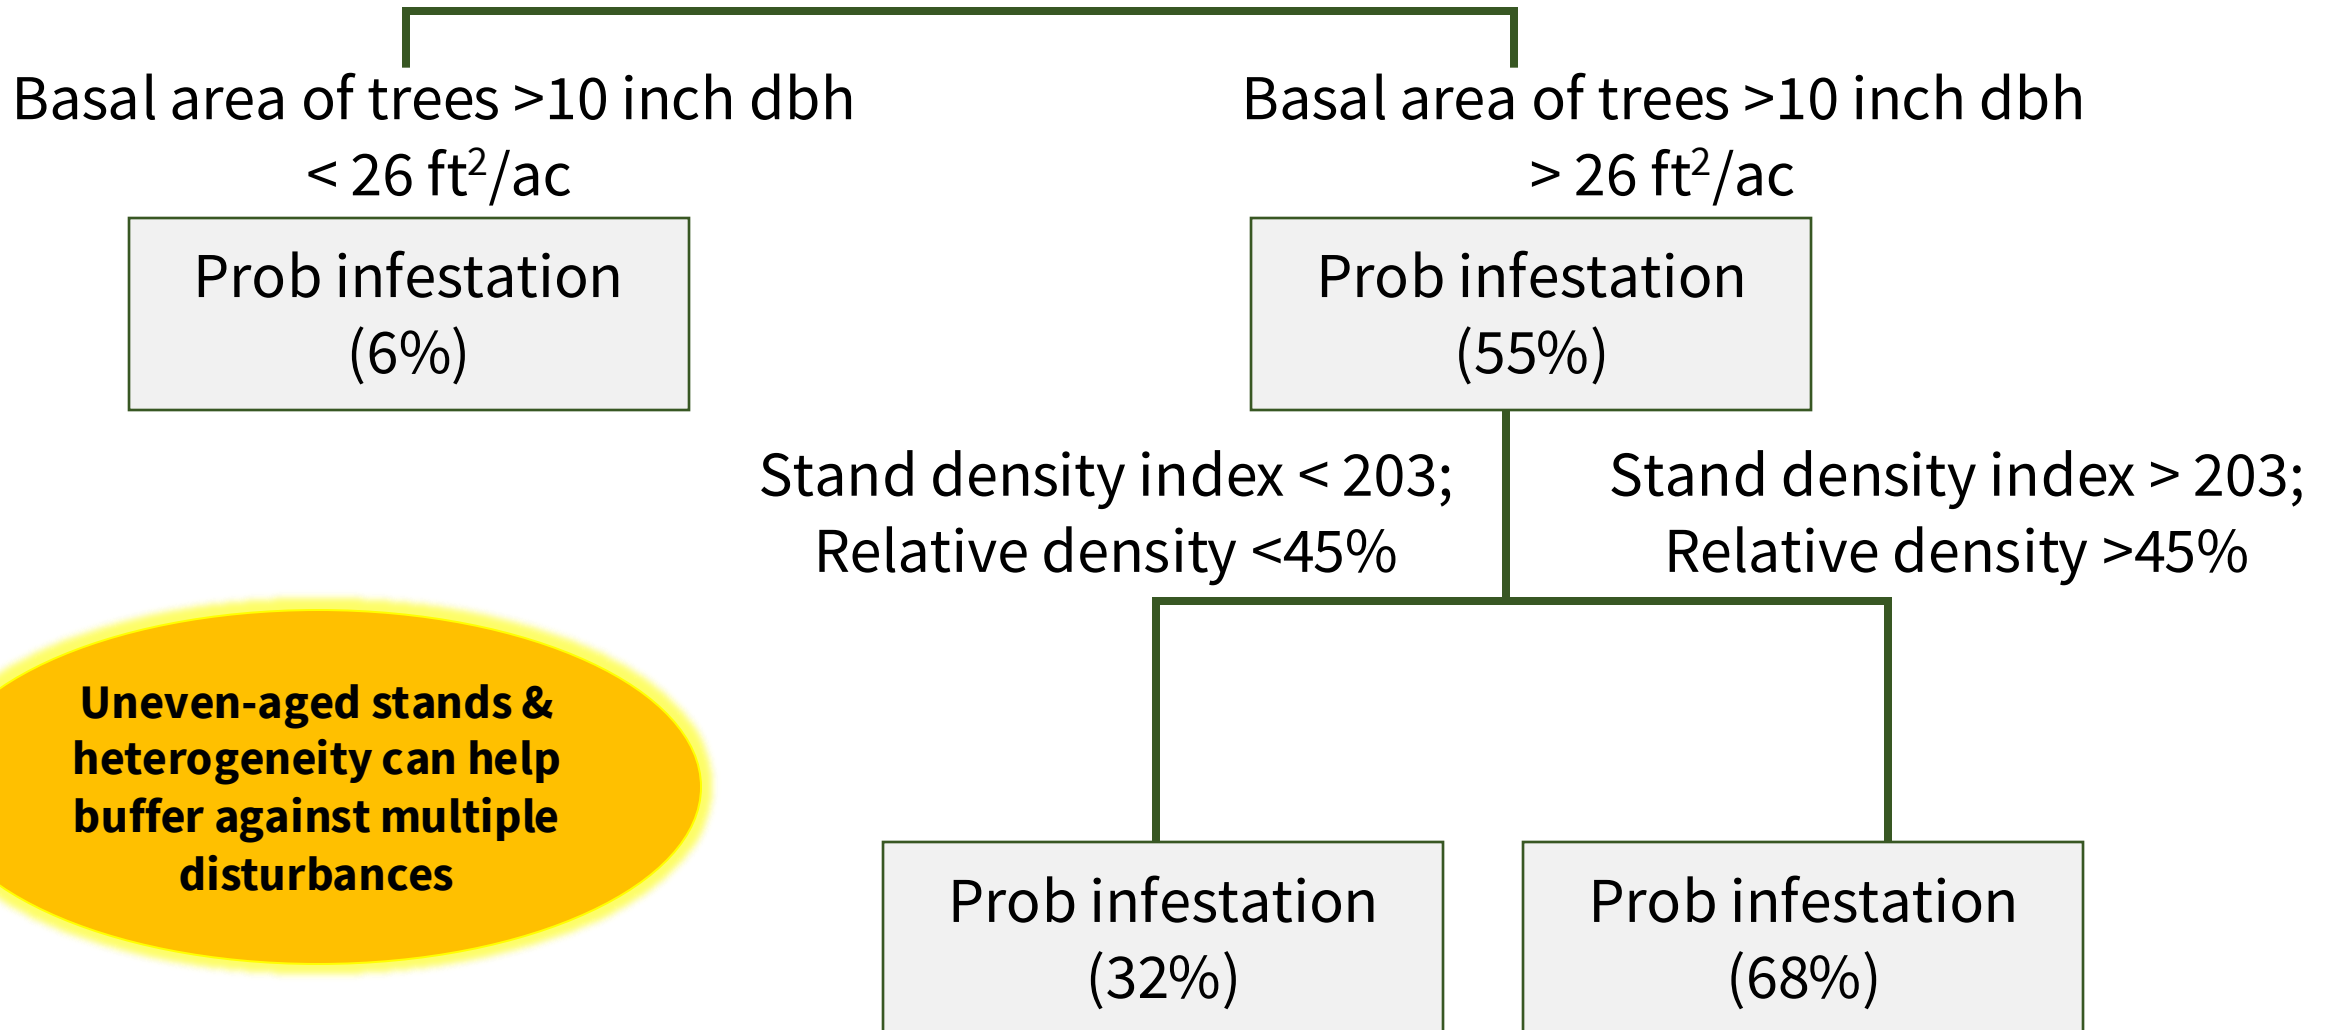 Basal area of trees >10 inch dbh
< 26 ft²/ac
Basal area of trees >10 inch dbh
> 26 ft²/ac
Prob infestation
(6%)
Prob infestation
(55%)
Stand density index < 203;
Relative density <45%
Stand density index > 203;
Relative density >45%
Uneven-aged stands &
heterogeneity can help
buffer against multiple
disturbances
Prob infestation
(32%)
Prob infestation
(68%)